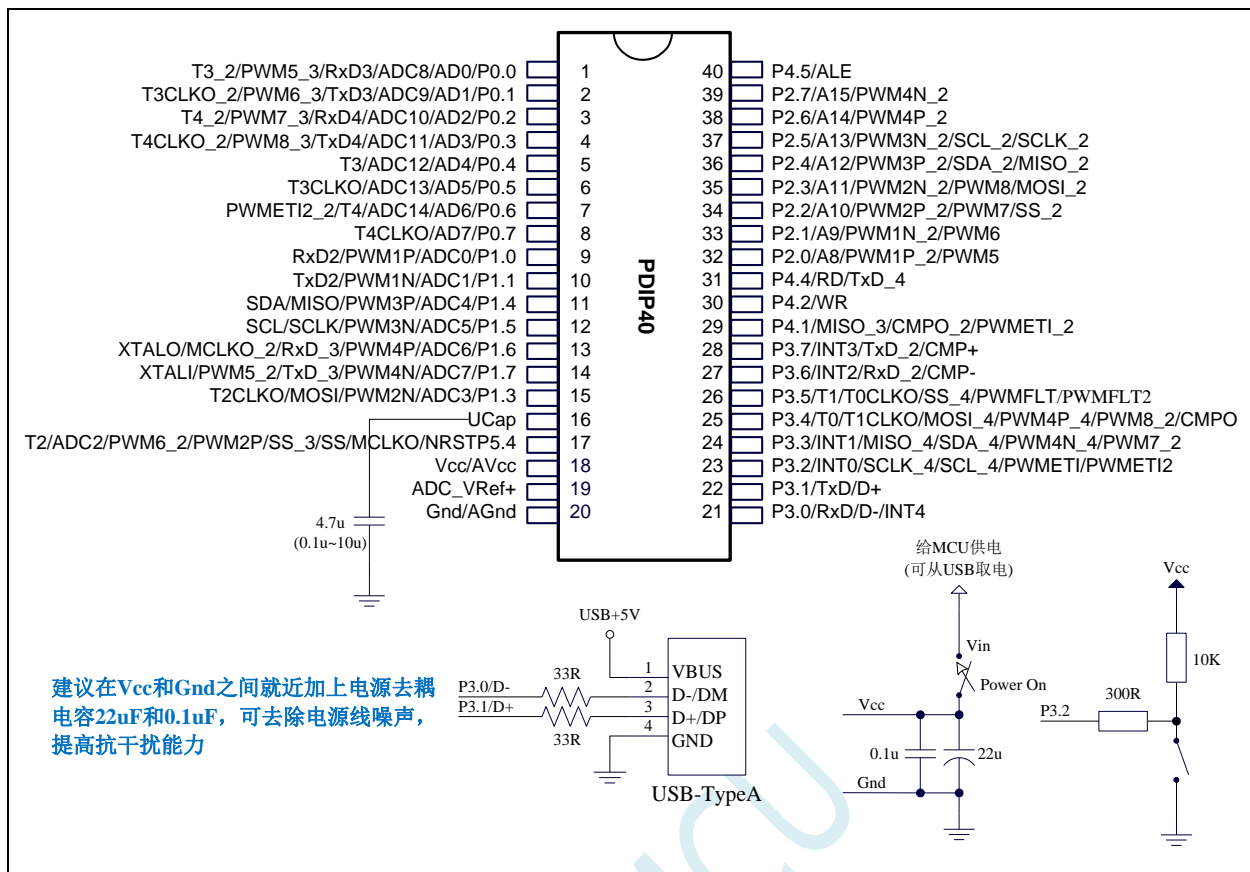 T3_2/PWM5_3/RxD3/ADC8/AD0/P0.0 1
T3CLKO_2/PWM6_3/TxD3/ADC9/AD1/P0.1 2
T4_2/PWM7_3/RxD4/ADC10/AD2/P0.2 3
T4CLKO_2/PWM8_3/TxD4/ADC11/AD3/P0.3 4
T3/ADC12/AD4/P0.4 5
T3CLKO/ADC13/AD5/P0.5 6
PWMETI2_2/T4/ADC14/AD6/P0.6 7
T4CLKO/AD7/P0.7 8
RxD2/PWM1P/ADC0/P1.0 9
TxD2/PWM1N/ADC1/P1.1 10
SDA/MISO/PWM3P/ADC4/P1.4 11
SCL/SCLK/PWM3N/ADC5/P1.5 12
XTALO/MCLKO_2/RxD_3/PWM4P/ADC6/P1.6 13
XTALI/PWM5_2/TxD_3/PWM4N/ADC7/P1.7 14
T2CLKO/MOSI/PWM2N/ADC3/P1.3 15
UCap 16
T2/ADC2/PWM6_2/PWM2P/SS_3/SS/MCLKO/NRSTP5.4 17
Vcc/AVcc 18
ADC_VRef+ 19
Gnd/AGnd 20
PDIP40
40 P4.5/ALE
39 P2.7/A15/PWM4N_2
38 P2.6/A14/PWM4P_2
37 P2.5/A13/PWM3N_2/SCL_2/SCLK_2
36 P2.4/A12/PWM3P_2/SDA_2/MISO_2
35 P2.3/A11/PWM2N_2/PWM8/MOSI_2
34 P2.2/A10/PWM2P_2/PWM7/SS_2
33 P2.1/A9/PWM1N_2/PWM6
32 P2.0/A8/PWM1P_2/PWM5
31 P4.4/RD/TxD_4
30 P4.2/WR
29 P4.1/MISO_3/CMPO_2/PWMETI_2
28 P3.7/INT3/TxD_2/CMP+
27 P3.6/INT2/RxD_2/CMP-
26 P3.5/T1/T0CLKO/SS_4/PWMFLT/PWMFLT2
25 P3.4/T0/T1CLKO/MOSI_4/PWM4P_4/PWM8_2/CMPO
24 P3.3/INT1/MISO_4/SDA_4/PWM4N_4/PWM7_2
23 P3.2/INT0/SCLK_4/SCL_4/PWMETI/PWMETI2
22 P3.1/TxD/D+
21 P3.0/RxD/D-/INT4
4.7u
(0.1u~10u)
建议在Vcc和Gnd之间就近加上电源去耦
电容22uF和0.1uF，可去除电源线噪声，
提高抗干扰能力
USB+5V
P3.0/D-
P3.1/D+
33R
33R
1 VBUS
2 D-/DM
3 D+/DP
4 GND
USB-TypeA
给MCU供电
(可从USB取电)
Vin
Power On
Vcc
0.1u
22u
Gnd
Vcc
10K
300R
P3.2
MCU